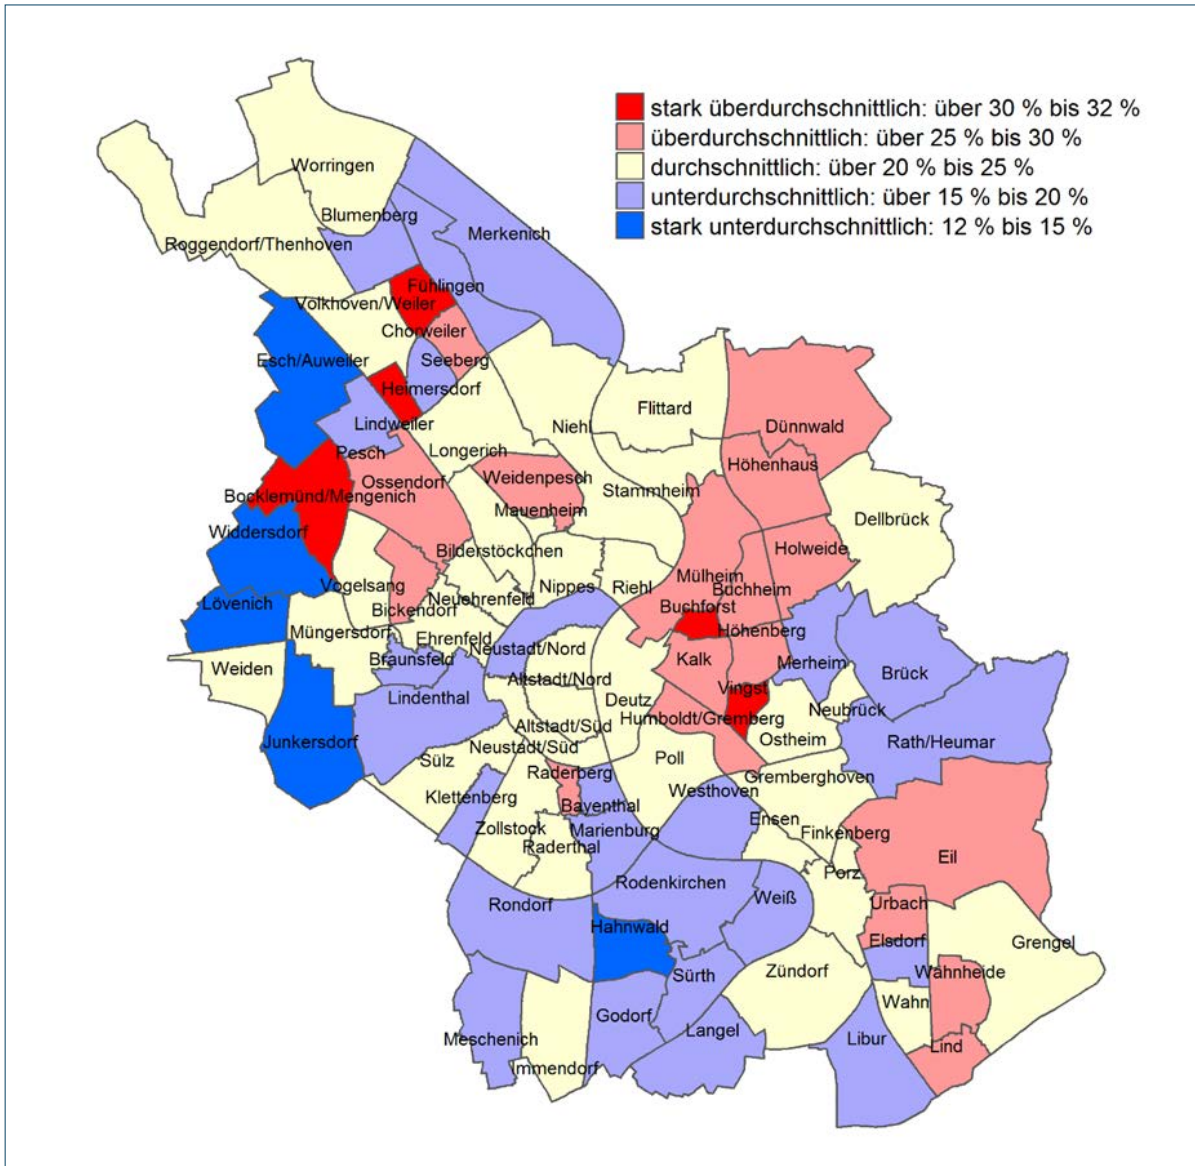 stark überdurchschnittlich: über 30 % bis 32 %
überdurchschnittlich: über 25 % bis 30 %
durchschnittlich: über 20 % bis 25 %
unterdurchschnittlich: über 15 % bis 20 %
stark unterdurchschnittlich: 12 % bis 15 %
Worringen
Blumenberg
Merkenich
Roggendorf/Thenhoven
Fühlingen
Volkhoven/Weiler
Chorweiler
Esch/Auweiler
Seeberg
Heimersdorf
Flittard
Lindweiler
Niehl
Dünnwald
Pesch
Longerich
Höhenhaus
Ossendorf
Weidenpesch
Stammheim
Bocklemünd/Mengenich
Mauenheim
Dellbrück
Widdersdorf
Bilderstöckchen
Holweide
Vogelsang
Nippes
Riehl
Mülheim
Buchheim
Lövenich
Bickendorf
Neuehrenfeld
Buchforst
Müngersdorf
Ehrenfeld
Neustadt/Nord
Höhenberg
Weiden
Braunsfeld
Kalk
Merheim
Brück
Lindenthal
Altstadt/Nord
Deutz
Vingst
Neubrück
Junkersdorf
Altstadt/Süd
Humboldt/Gremberg
Ostheim
Rath/Heumar
Neustadt/Süd
Sülz
Poll
Raderberg
Gremberghoven
Klettenberg
Bayenthal
Westhoven
Zollstock
Marienburg
Ensen
Finkenberg
Raderthal
Eil
Rodenkirchen
Porz
Rondorf
Weiß
Urbach
Hahnwald
Elsdorf
Grengel
Sürth
Zündorf
Wahnheide
Wahn
Godorf
Langel
Meschenich
Libur
Lind
Immendorf